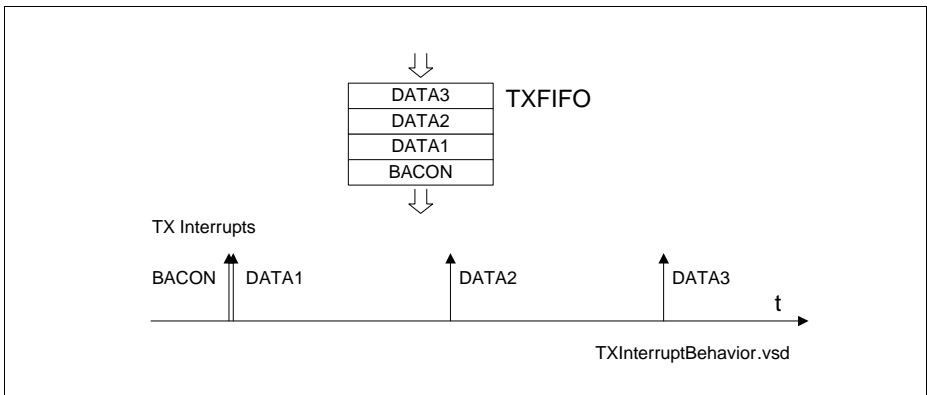 DATA3
TXFIFO
DATA2
DATA1
BACON
TX Interrupts
BACON DATA1 DATA2 DATA3
t
TXInterruptBehavior.vsd